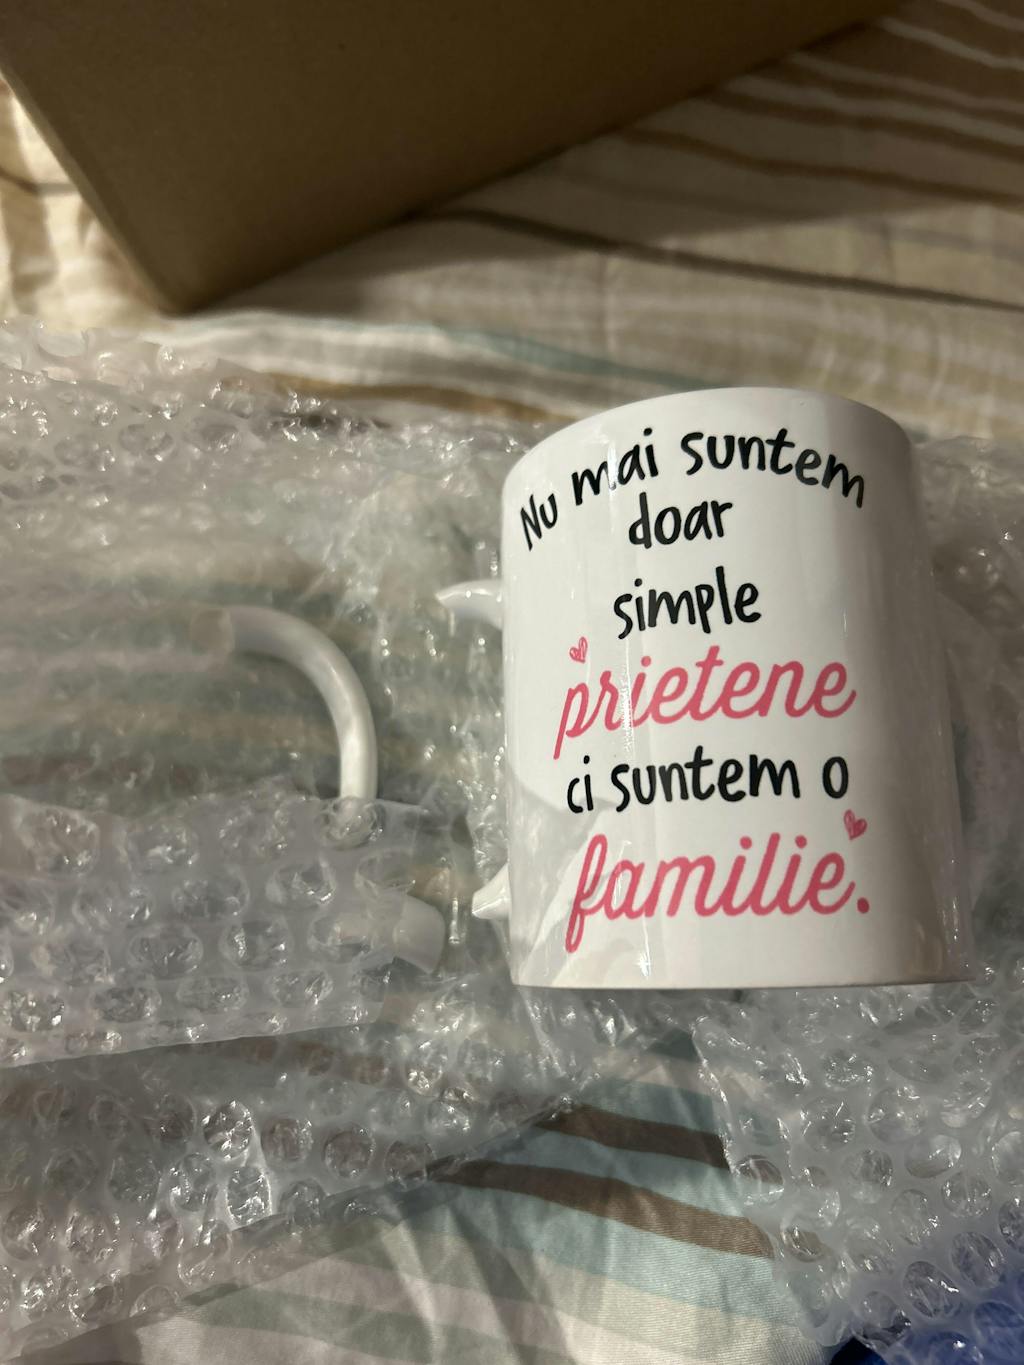 Nu mai suntem
doar
simple
prietene
ci suntem o
familie.